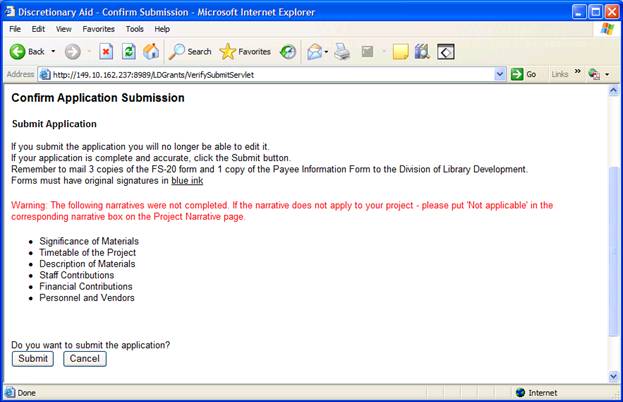 Discretionary Aid - Confirm Submission - Microsoft Internet Explorer
File Edit View Favorites Tools Help
Back Search Favorites
Address http://149.10.162.237:8989/LDGrants/VerifySubmitServlet Go Links »
Confirm Application Submission
Submit Application
If you submit the application you will no longer be able to edit it.
If your application is complete and accurate, click the Submit button.
Remember to mail 3 copies of the FS-20 form and 1 copy of the Payee Information Form to the Division of Library Development.
Forms must have original signatures in blue ink
Warning: The following narratives were not completed. If the narrative does not apply to your project - please put 'Not applicable' in the
corresponding narrative box on the Project Narrative page.
• Significance of Materials
• Timetable of the Project
• Description of Materials
• Staff Contributions
• Financial Contributions
• Personnel and Vendors
Do you want to submit the application?
Submit Cancel
Done Internet